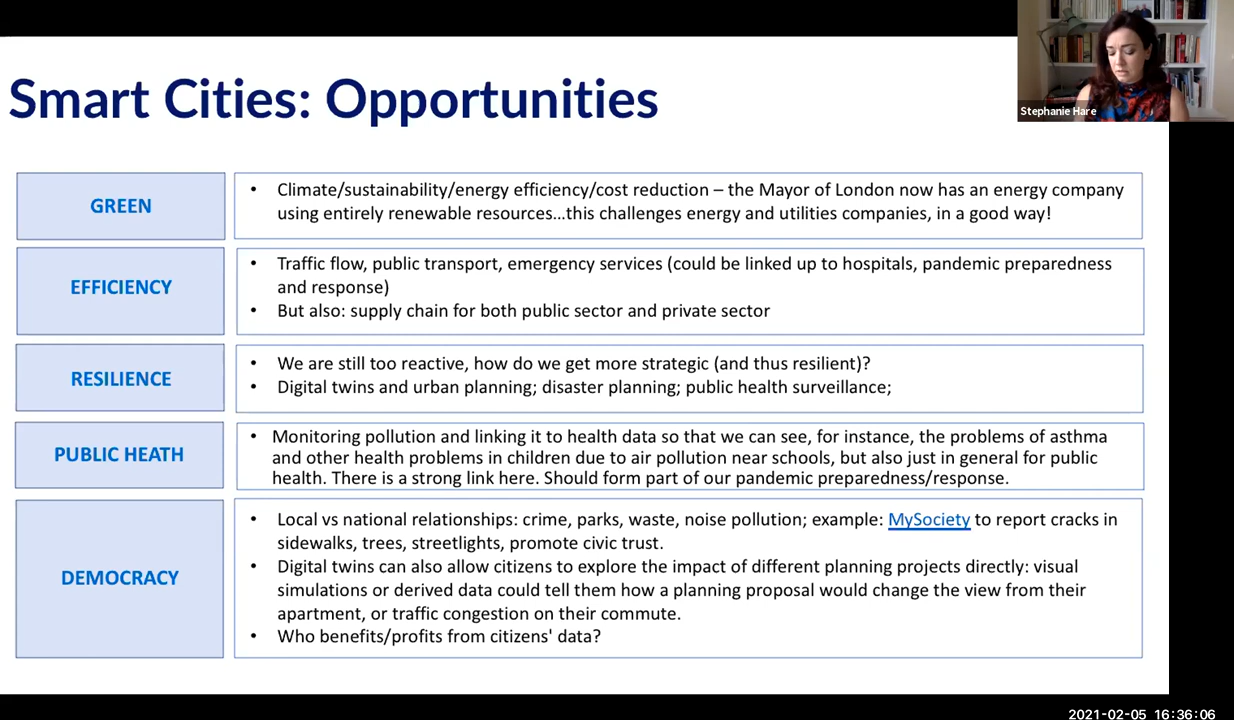 Smart Cities: Opportunities
Stephanie Hare
GREEN
• Climate/sustainability/energy efficiency/cost reduction – the Mayor of London now has an energy company
using entirely renewable resources...this challenges energy and utilities companies, in a good way!
EFFICIENCY
• Traffic flow, public transport, emergency services (could be linked up to hospitals, pandemic preparedness
and response)
• But also: supply chain for both public sector and private sector
RESILIENCE
• We are still too reactive, how do we get more strategic (and thus resilient)?
• Digital twins and urban planning; disaster planning; public health surveillance;
PUBLIC HEATH
• Monitoring pollution and linking it to health data so that we can see, for instance, the problems of asthma
and other health problems in children due to air pollution near schools, but also just in general for public
health. There is a strong link here. Should form part of our pandemic preparedness/response.
DEMOCRACY
• Local vs national relationships: crime, parks, waste, noise pollution; example: MySociety to report cracks in
sidewalks, trees, streetlights, promote civic trust.
• Digital twins can also allow citizens to explore the impact of different planning projects directly: visual
simulations or derived data could tell them how a planning proposal would change the view from their
apartment, or traffic congestion on their commute.
• Who benefits/profits from citizens' data?
2021-02-05 16:36:06